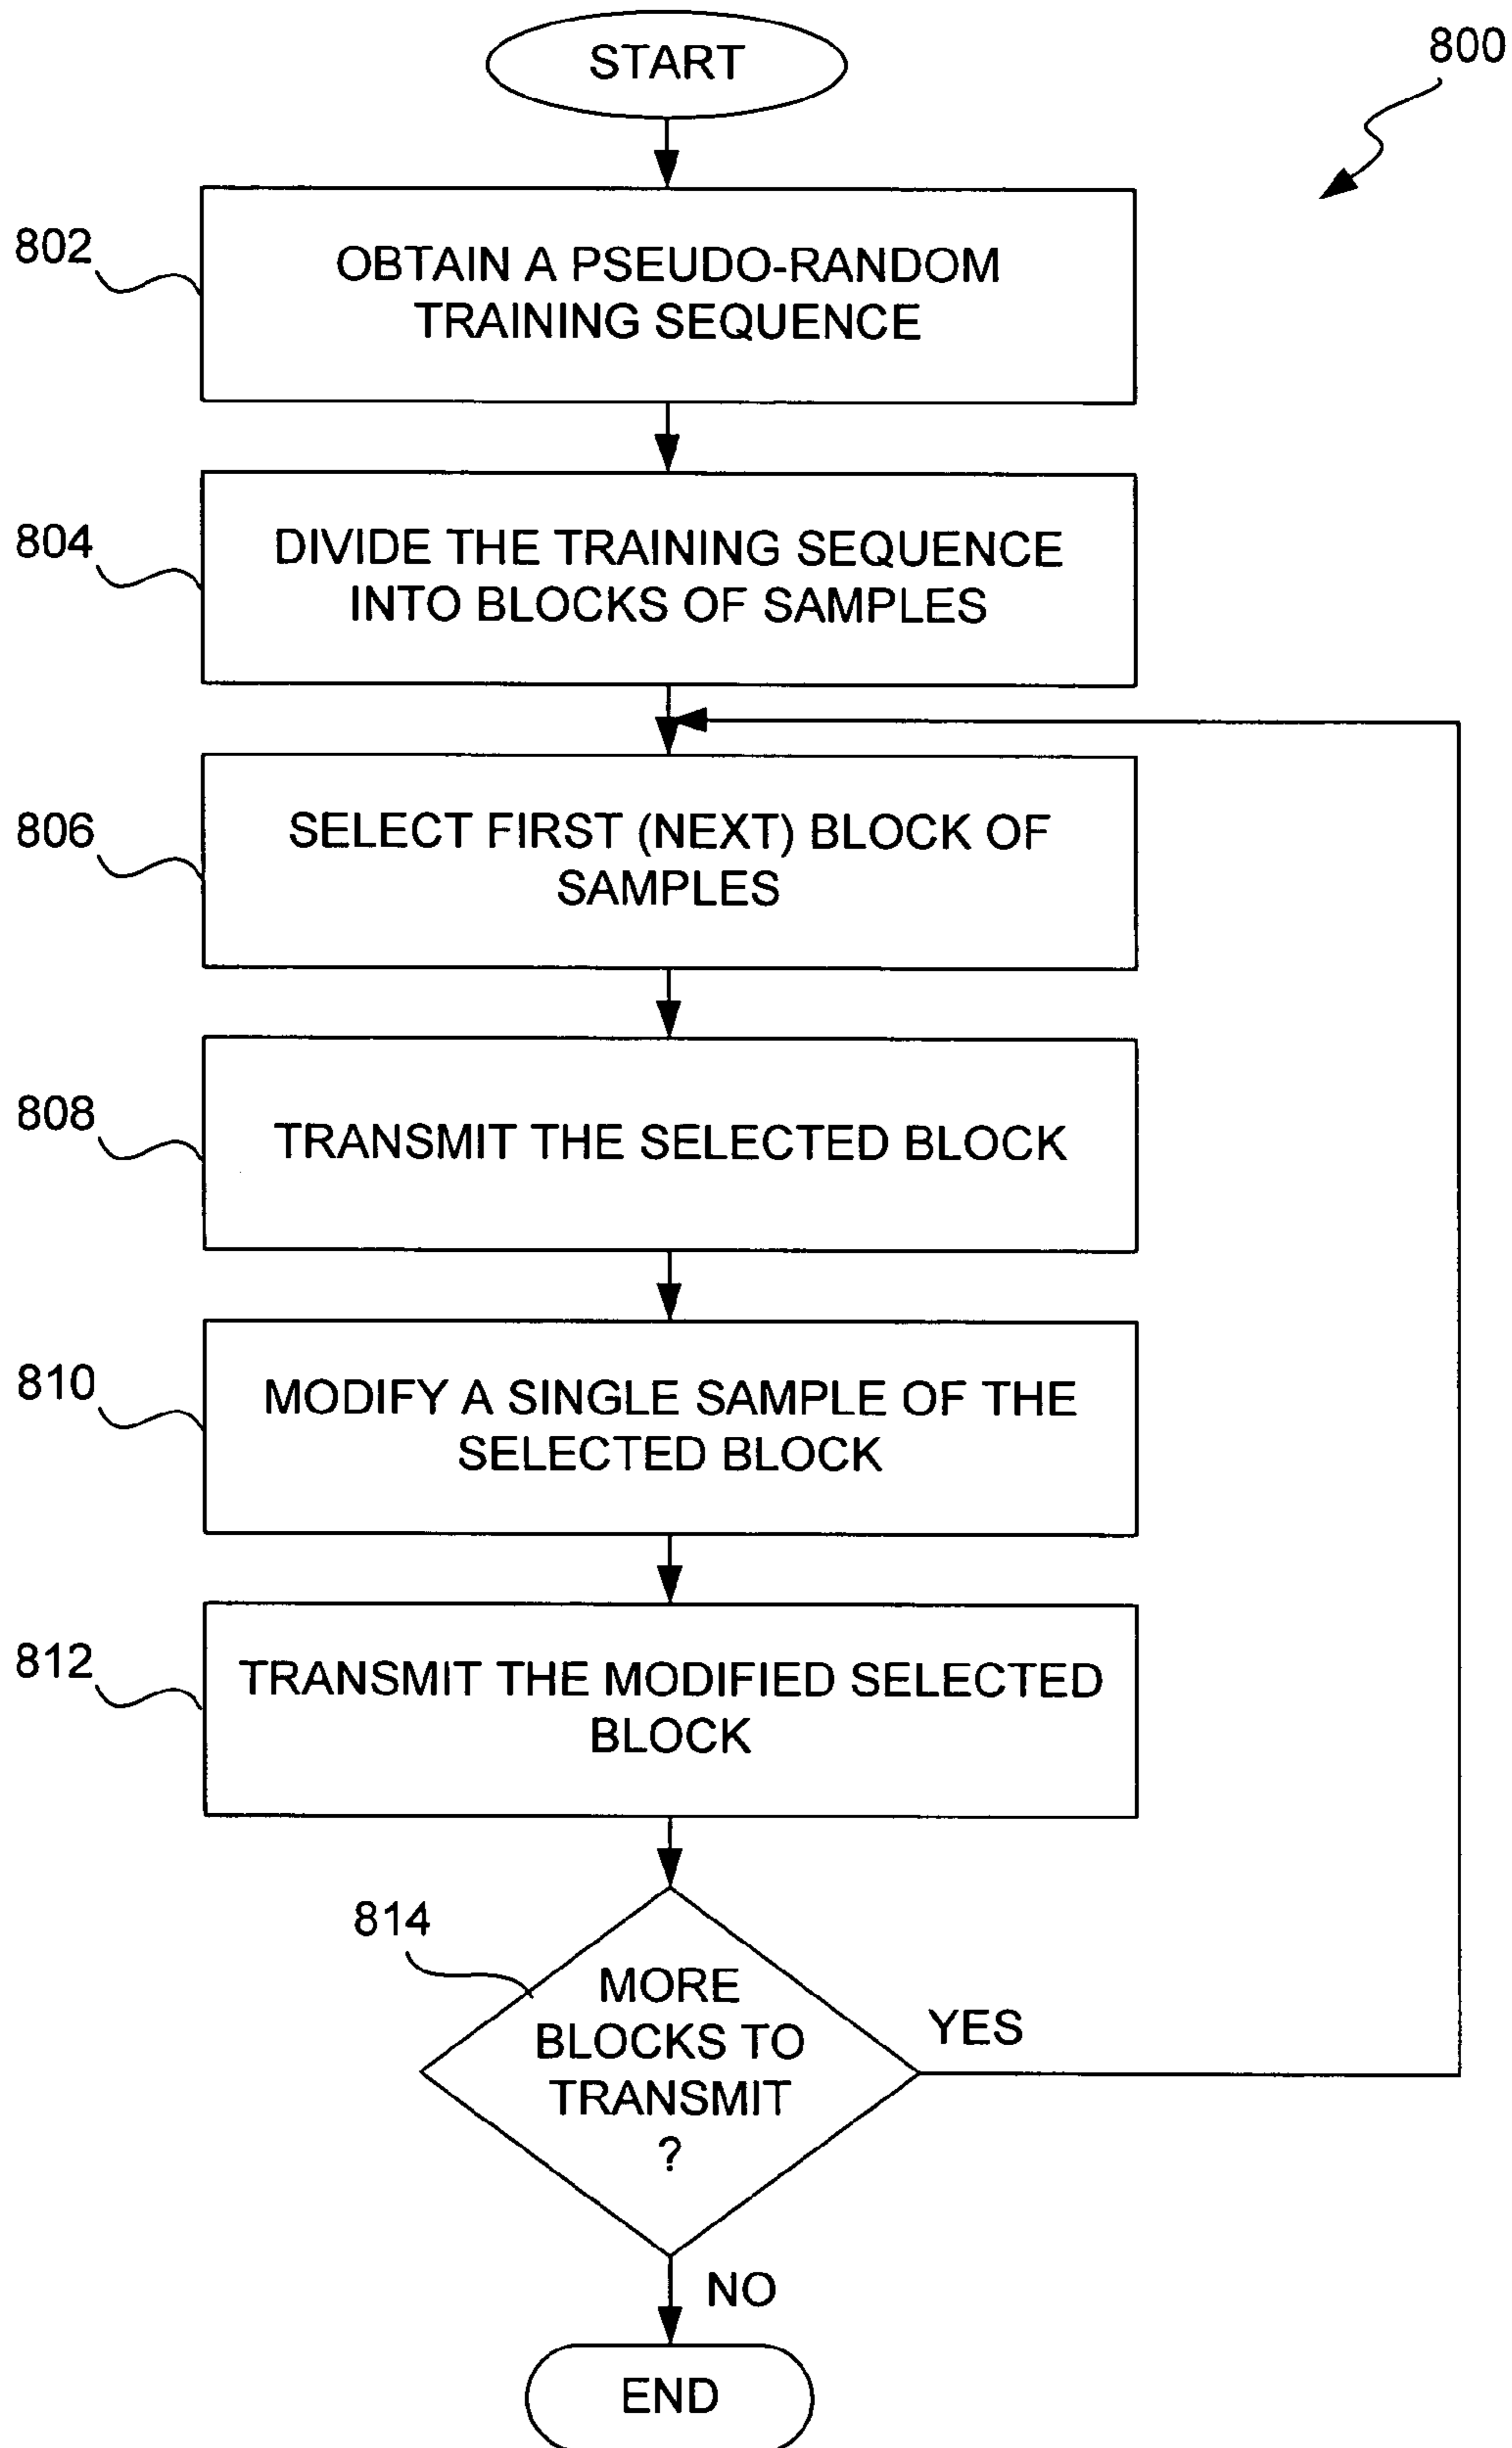 START
800
802
OBTAIN A PSEUDO-RANDOM
TRAINING SEQUENCE
804
DIVIDE THE TRAINING SEQUENCE
INTO BLOCKS OF SAMPLES
806
SELECT FIRST (NEXT) BLOCK OF
SAMPLES
808
TRANSMIT THE SELECTED BLOCK
810
MODIFY A SINGLE SAMPLE OF THE
SELECTED BLOCK
812
TRANSMIT THE MODIFIED SELECTED
BLOCK
814
MORE
BLOCKS TO
TRANSMIT
?
YES
NO
END